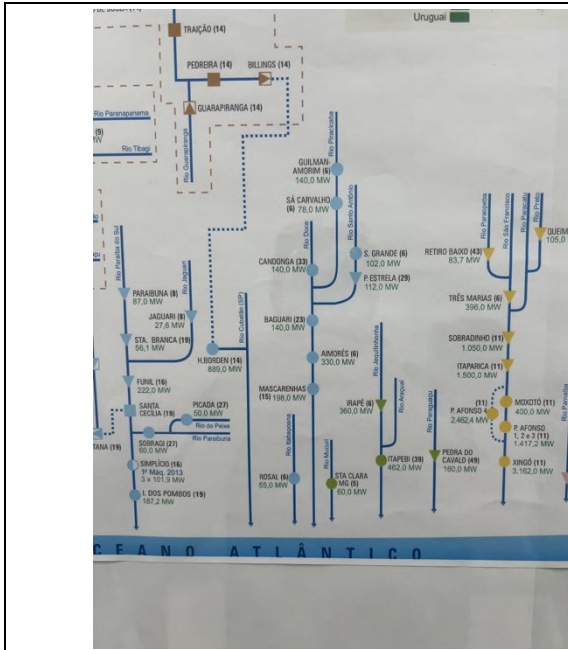 Uruguai
TRAIÇÃO (14)
PEDREIRA (14)
BILLINGS (14)
GUARAPIRANGA (14)
Rio Guarapiranga
Rio Paranapanema
(9)
MW
Rio Tibagi
Rio Paraíba do Sul
PARAIBUNA (8)
87,0 MW
Rio Jaguari
JAGUARI (8)
27,6 MW
STA. BRANCA (19)
56,1 MW
FUNIL (16)
222,0 MW
SANTA
CECÍLIA (19)
PICADA (27)
50,0 MW
Rio do Peixe
Rio Paraibuna
TANA (19)
SOBRAGI (27)
60,0 MW
SIMPLÍCIO (16)
1ª Máq. 2013
3 x 101,9 MW
I. DOS POMBOS (19)
187,2 MW
Rio Cubatão (SP)
H.BORDEN (14)
889,0 MW
Rio Piracicaba
GUILMAN-
AMORIM (6)
140,0 MW
SÁ CARVALHO
(6) 78,0 MW
Rio Doce
Rio Santo Antônio
CANDONGA (33)
140,0 MW
S. GRANDE (6)
102,0 MW
P. ESTRELA (29)
112,0 MW
BAGUARI (23)
140,0 MW
AIMORÉS (6)
330,0 MW
MASCARENHAS
(15) 198,0 MW
Rio Itabapoana
ROSAL (6)
55,0 MW
Rio Mucuri
STA CLARA
MG (5)
60,0 MW
Rio Jequitinhonha
Rio Araçuaí
IRAPÉ (6)
360,0 MW
ITAPEBI (39)
462,0 MW
Rio Paraguaçu
PEDRA DO
CAVALO (49)
160,0 MW
Rio Paraopeba
Rio São Francisco
Rio Paracatu
Rio Preto
QUEIM
105,0
RETIRO BAIXO (43)
83,7 MW
TRÊS MARIAS (6)
396,0 MW
SOBRADINHO (11)
1.050,0 MW
ITAPARICA (11)
1.500,0 MW
(11)
P. AFONSO 4
2.462,4 MW
MOXOTÓ (11)
400,0 MW
P. AFONSO
1, 2 e 3 (11)
1.417,2 MW
XINGÓ (11)
3.162,0 MW
CEANO ATLÂNTICO